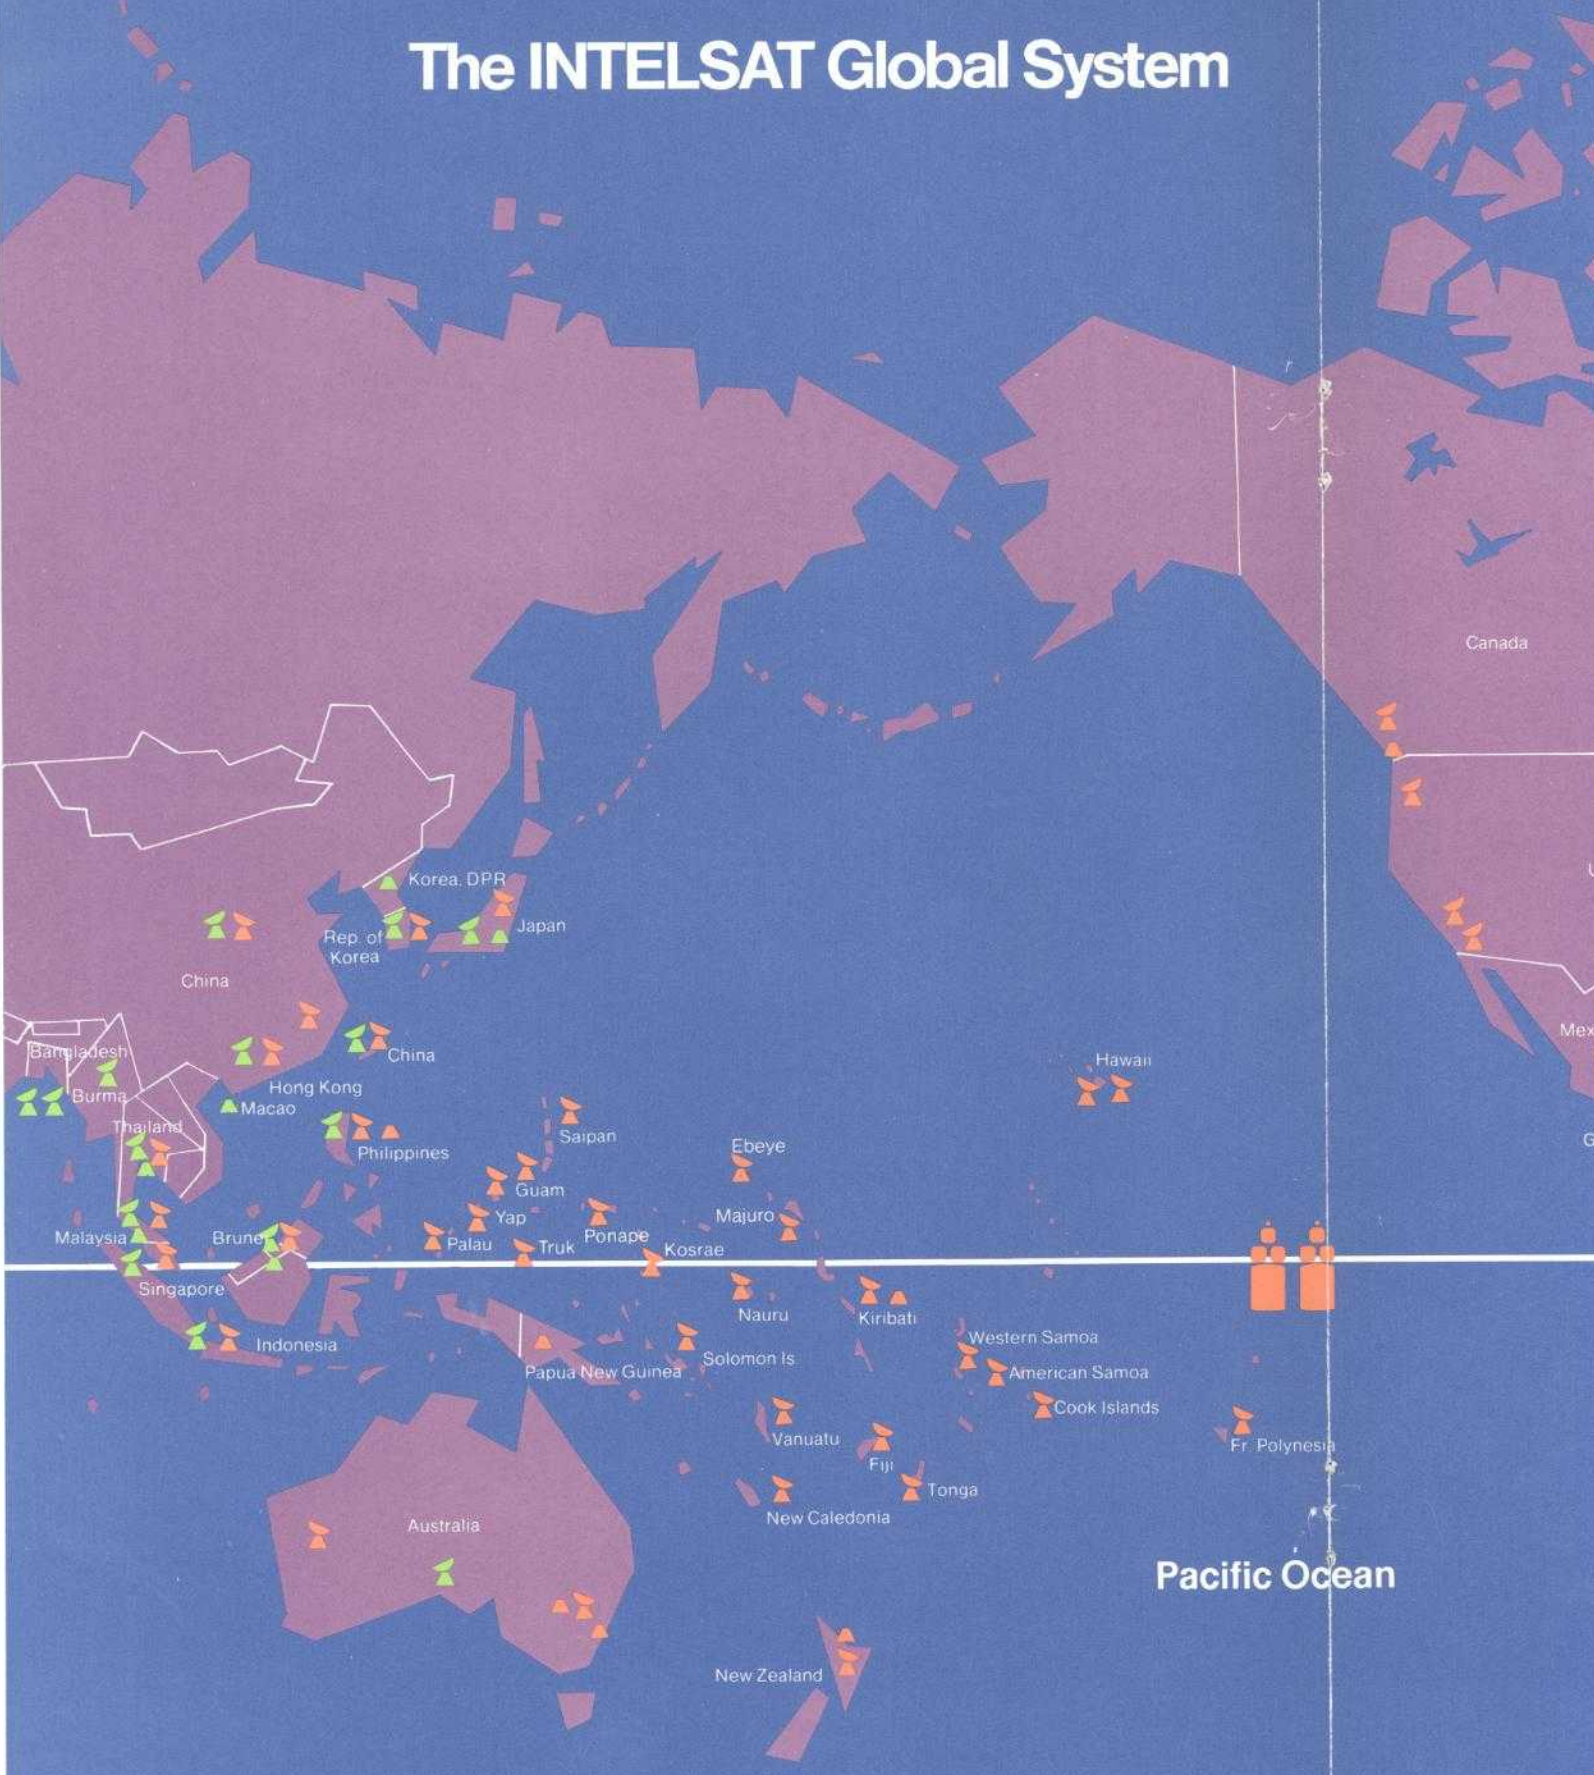 The INTELSAT Global System
Canada
Korea, DPR
Japan
Rep. of
Korea
China
Bangladesh
China
Hawaii
Mex
Burma
Hong Kong
Macao
Thailand
Saipan
Philippines
Ebeye
Guam
Majuro
Yap
Malaysia
Brunei
Palau
Truk
Ponape
Kosrae
Singapore
Nauru
Kiribati
Indonesia
Western Samoa
Solomon Is
Papua New Guinea
American Samoa
Cook Islands
Vanuatu
Fr. Polynesia
Fiji
Tonga
New Caledonia
Australia
Pacific Ocean
New Zealand